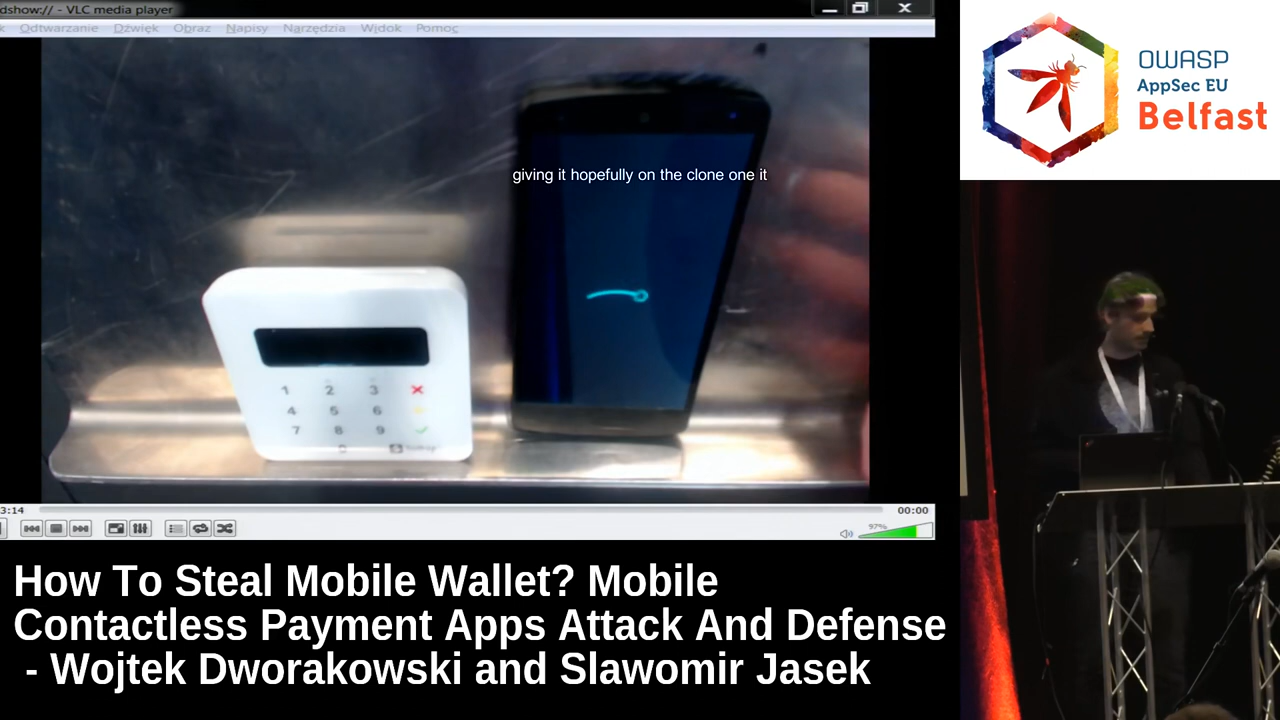 dshow:// - VLC media player
Odtwarzanie Dźwięk Obraz Napisy Narzędzia Widok Pomoc
giving it hopefully on the clone one it
1 2 3
4 5 6
7 8 9
0
3:14
00:00
97%
OWASP
AppSec EU
Belfast
How To Steal Mobile Wallet? Mobile
Contactless Payment Apps Attack And Defense
- Wojtek Dworakowski and Slawomir Jasek